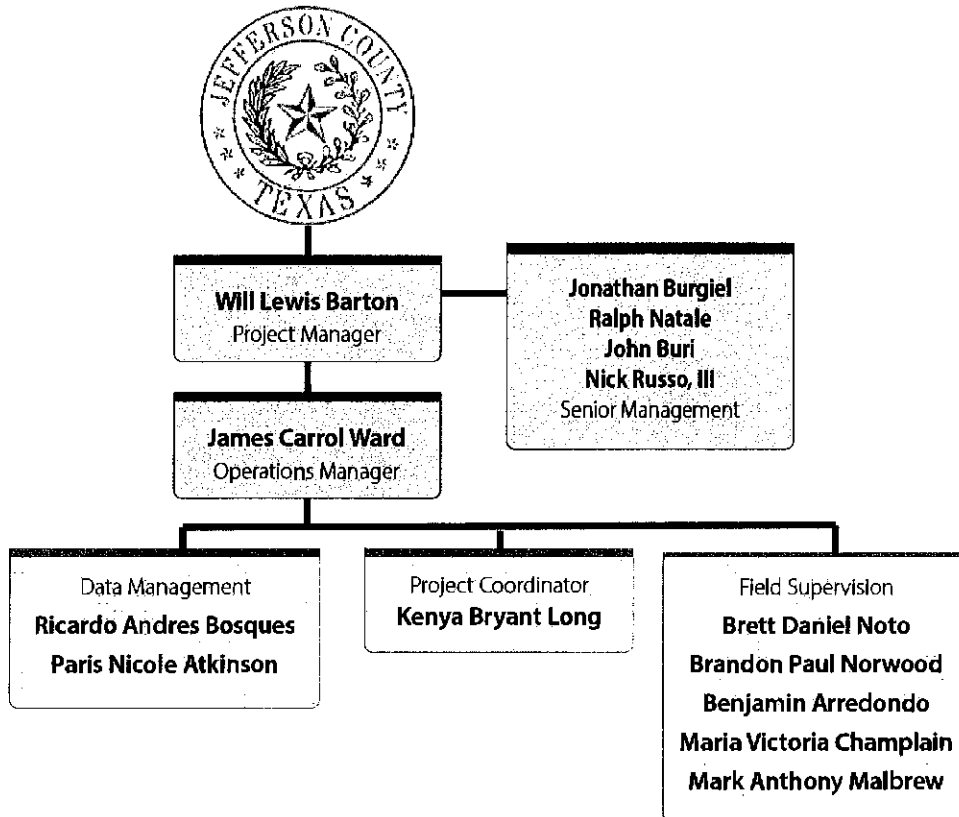 JEFFERSON COUNTY
TEXAS
Will Lewis Barton
Project Manager
Jonathan Burgiel
Ralph Natale
John Buri
Nick Russo, III
Senior Management
James Carrol Ward
Operations Manager
Data Management
Ricardo Andres Bosques
Paris Nicole Atkinson
Project Coordinator
Kenya Bryant Long
Field Supervision
Brett Daniel Noto
Brandon Paul Norwood
Benjamin Arredondo
Maria Victoria Champlain
Mark Anthony Malbrew